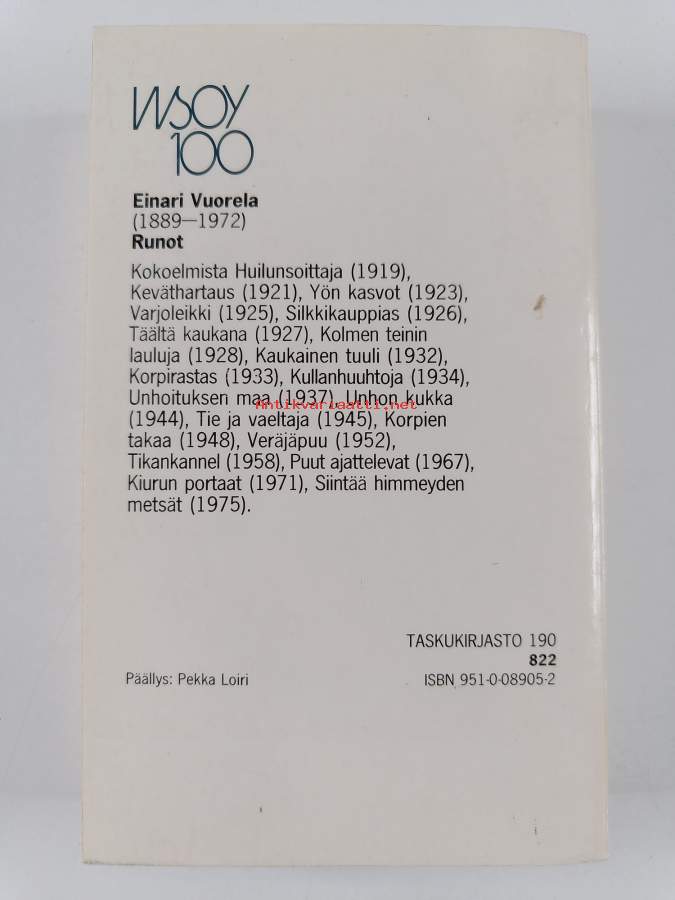 WSOY
100
Einari Vuorela
(1889—1972)
Runot
Kokoelmista Huilunsoittaja (1919),
Keväthartaus (1921), Yön kasvot (1923),
Varjoleikki (1925), Silkkikauppias (1926),
Täältä kaukana (1927), Kolmen teinin
lauluja (1928), Kaukainen tuuli (1932),
Korpirastas (1933), Kullanhuuhtoja (1934),
Unhoituksen maa (1937), Unhon kukka
Antikvariaatti.net
(1944), Tie ja vaeltaja (1945), Korpien
takaa (1948), Veräjäpuu (1952),
Tikankannel (1958), Puut ajattelevat (1967),
Kiurun portaat (1971), Siintää himmeyden
metsät (1975).
TASKUKIRJASTO 190
822
Päällys: Pekka Loiri
ISBN 951-0-08905-2